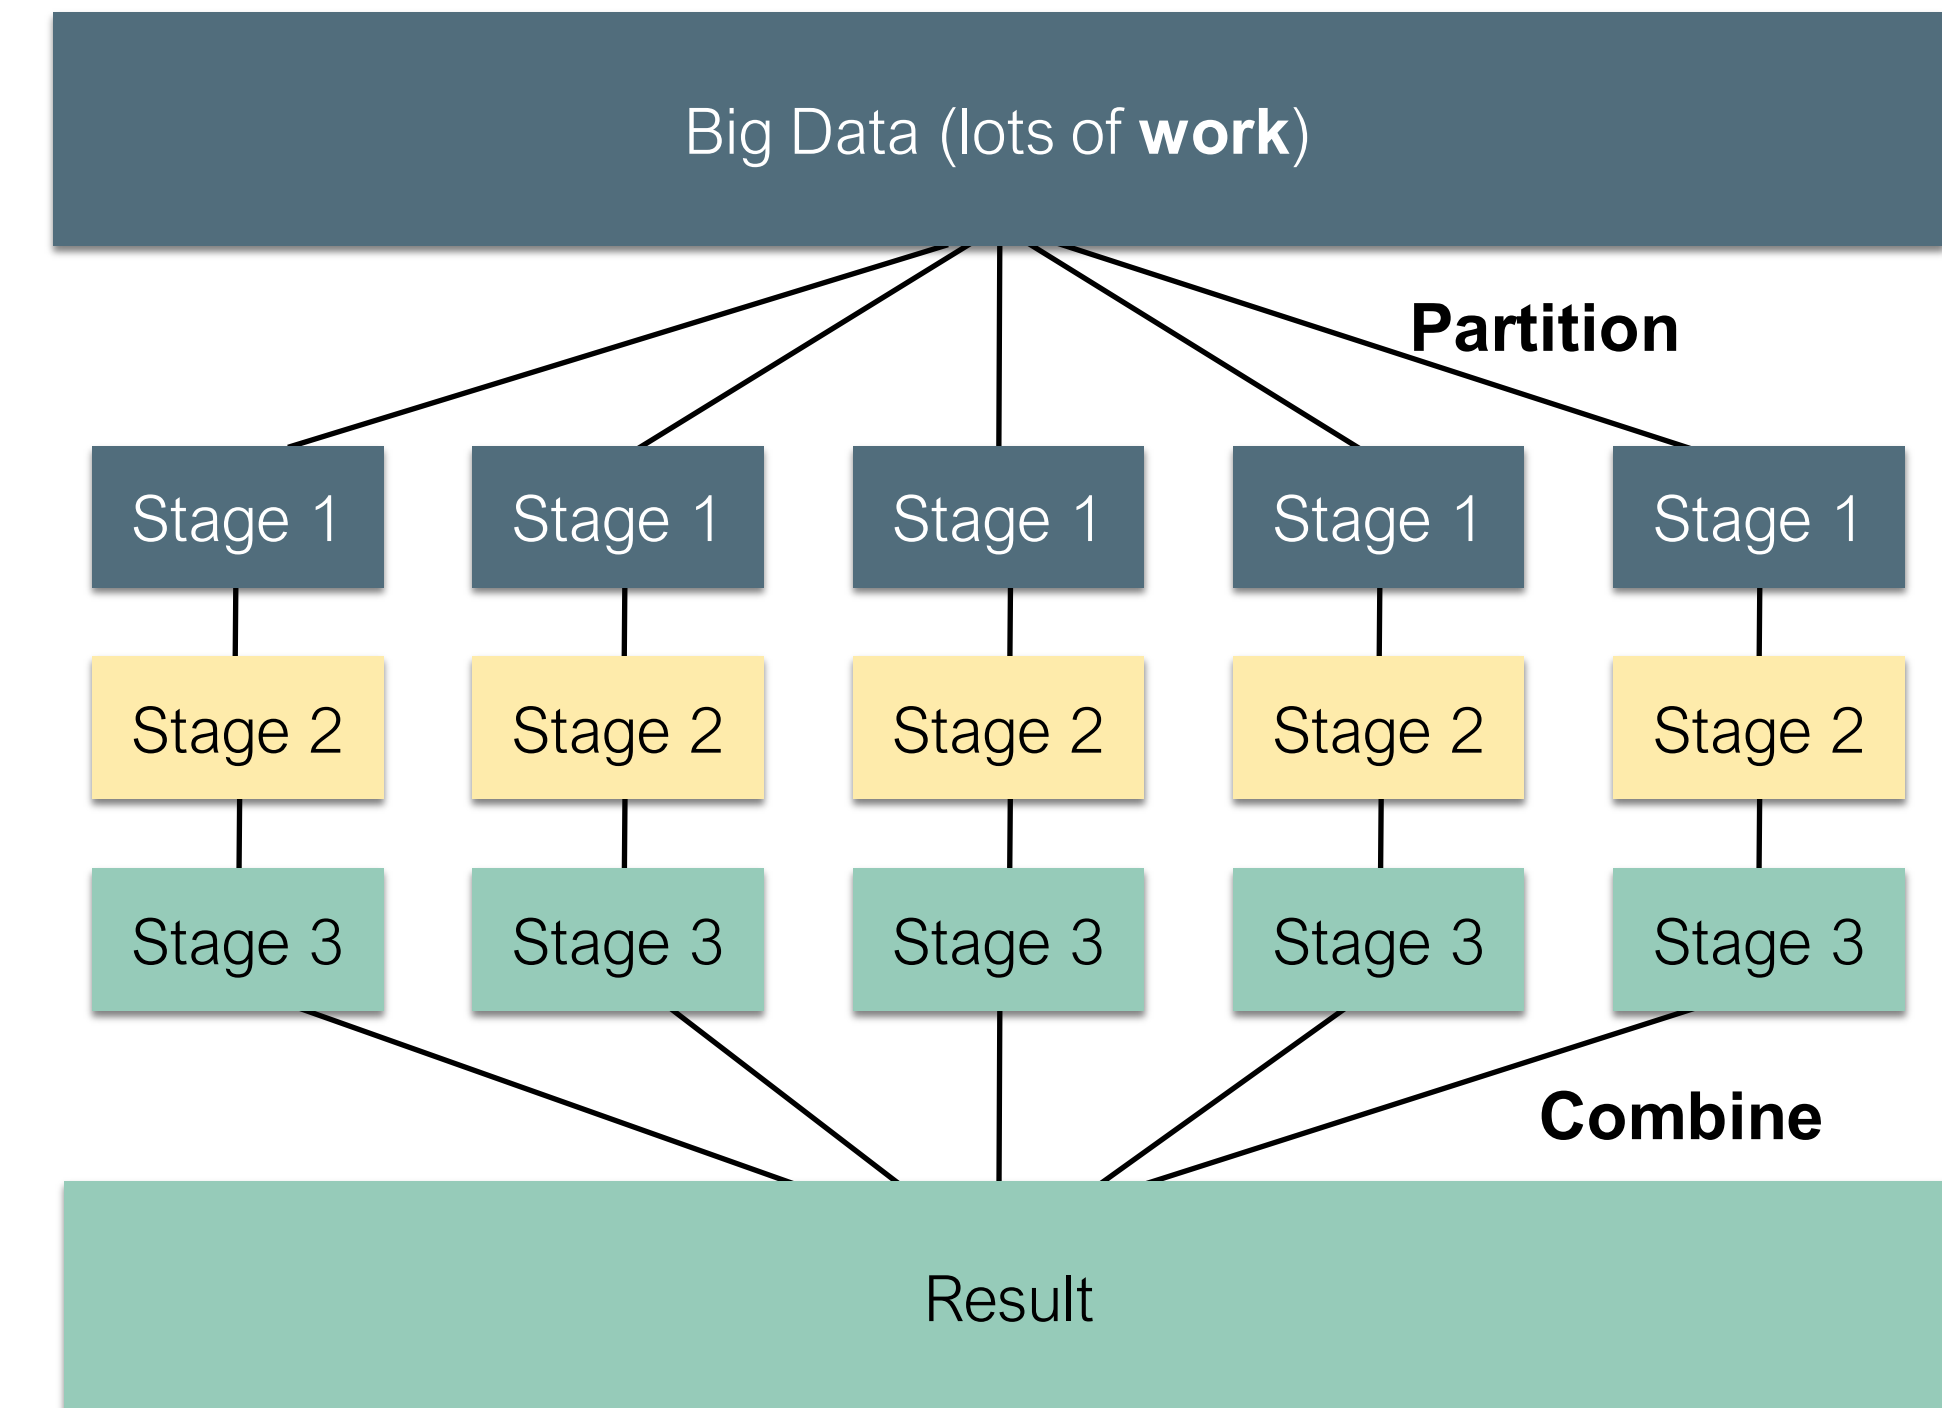 Big Data (lots of work)
Partition
Stage 1 Stage 1 Stage 1 Stage 1 Stage 1
Stage 2 Stage 2 Stage 2 Stage 2 Stage 2
Stage 3 Stage 3 Stage 3 Stage 3 Stage 3
Combine
Result